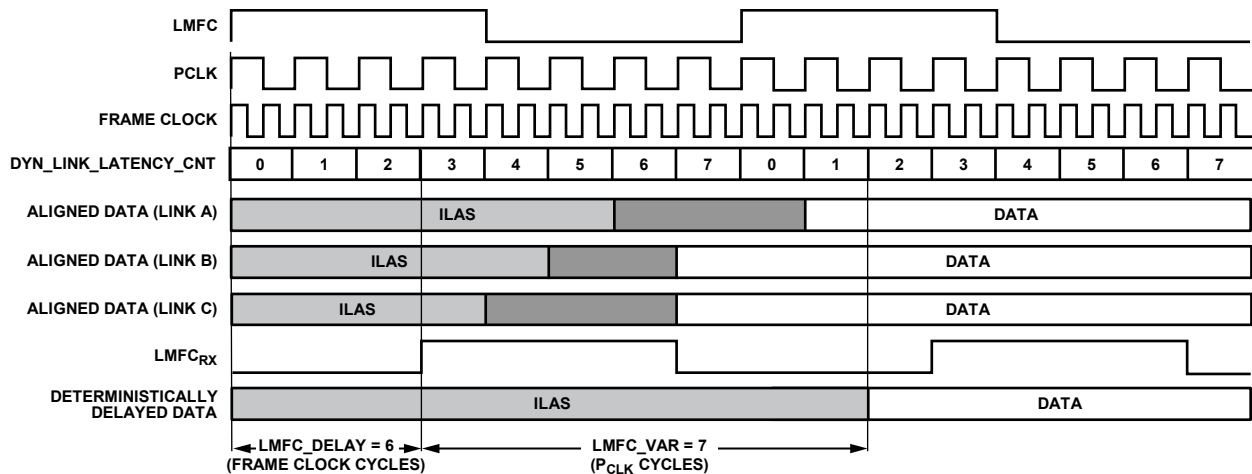 LMFC
PCLK
FRAME CLOCK
DYN_LINK_LATENCY_CNT 0 1 2 3 4 5 6 7 0 1 2 3 4 5 6 7
ALIGNED DATA (LINK A) ILAS DATA
ALIGNED DATA (LINK B) ILAS DATA
ALIGNED DATA (LINK C) ILAS DATA
LMFCRX
DETERMINISTICALLY
DELAYED DATA
ILAS DATA
LMFC_DELAY = 6
(FRAME CLOCK CYCLES)
LMFC_VAR = 7
(PCLK CYCLES)